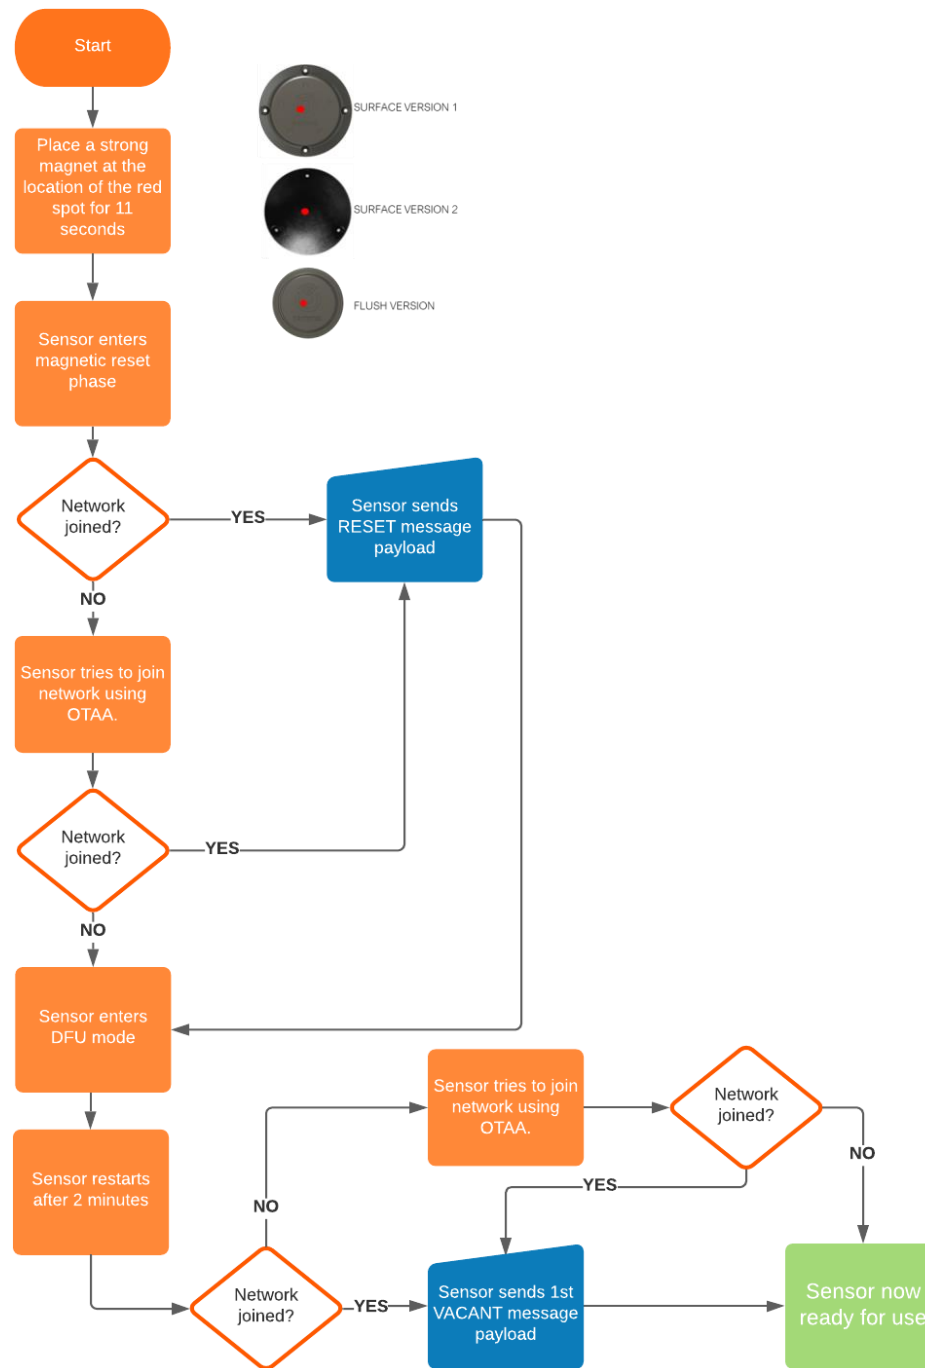 Start
Place a strong
magnet at the
location of the red
spot for 11
seconds
SURFACE VERSION 1
SURFACE VERSION 2
FLUSH VERSION
Sensor enters
magnetic reset
phase
Network
joined?
YES
Sensor sends
RESET message
payload
NO
Sensor tries to join
network using
OTAA.
Network
joined?
YES
NO
Sensor enters
DFU mode
Sensor restarts
after 2 minutes
Network
joined?
NO
Sensor tries to join
network using
OTAA.
Network
joined?
YES
NO
YES
Sensor sends 1st
VACANT message
payload
Sensor now
ready for use